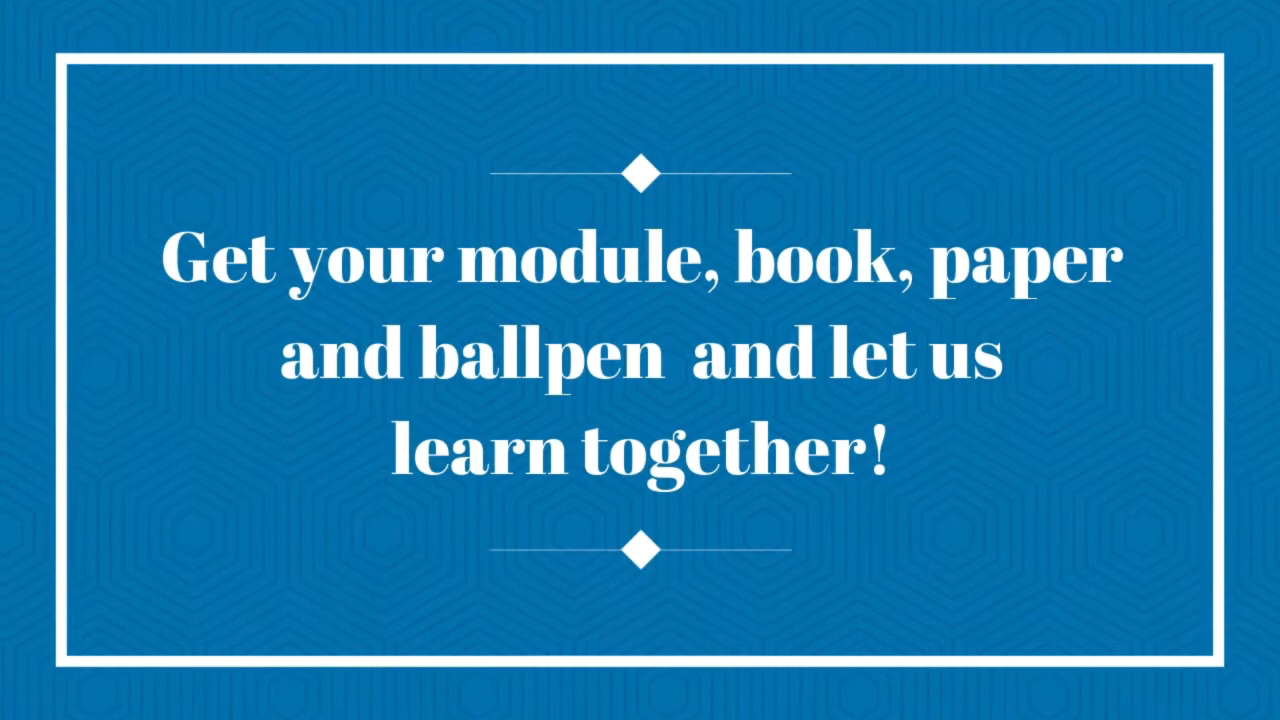 Get your module, book, paper
and ballpen  and let us
learn together!